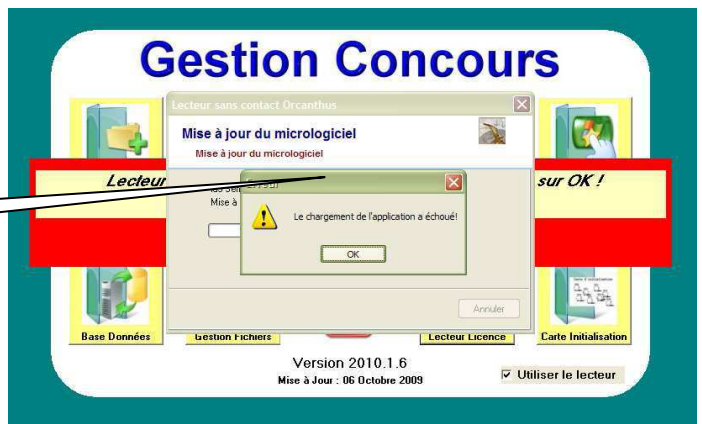 Gestion Concours
Lecteur sans contact Orcanthus
Mise à jour du micrologiciel
Mise à jour du micrologiciel
Lecteur
sur OK !
Erreur
Mise à
Le chargement de l'application a échoué!
OK
Annuler
Base Données
Gestion Fichiers
Lecteur Licence
Carte Initialisation
Version 2010.1.6
Mise à Jour : 06 Octobre 2009
Utiliser le lecteur